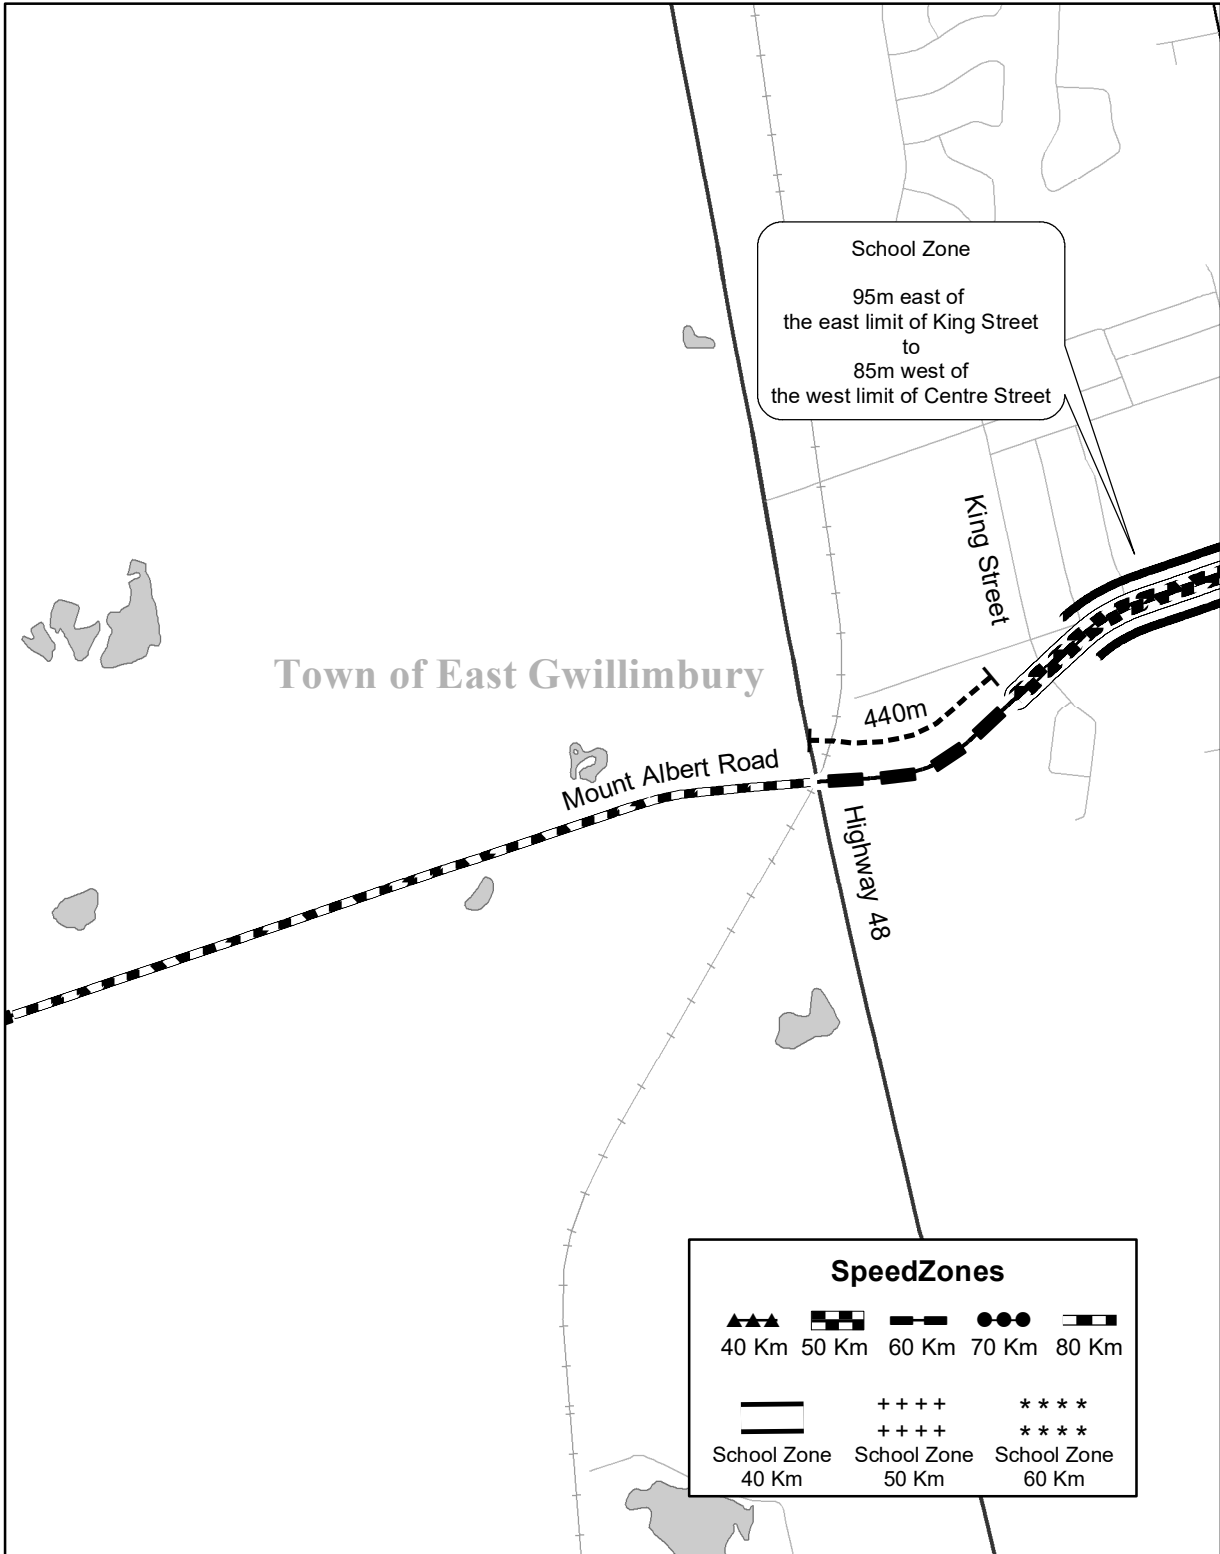 School Zone
95m east of
the east limit of King Street
to
85m west of
the west limit of Centre Street
King Street
Town of East Gwillimbury
440m
Mount Albert Road
Highway 48
SpeedZones
40 Km 50 Km 60 Km 70 Km 80 Km
School Zone School Zone School Zone
40 Km 50 Km 60 Km